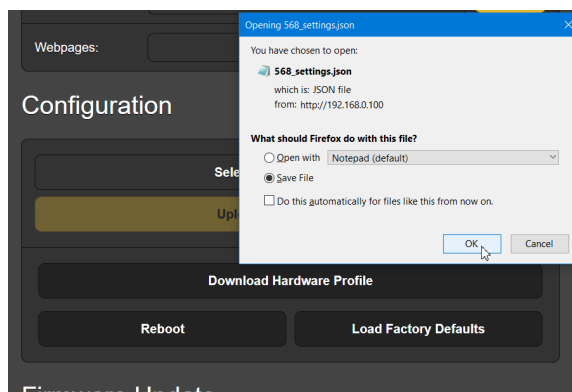 Opening 568_settings.json
Webpages:
You have chosen to open:
568_settings.json
which is: JSON file
from: http://192.168.0.100
What should Firefox do with this file?
Open with Notepad (default)
Save File
Do this automatically for files like this from now on.
OK Cancel
Configuration
Download Hardware Profile
Reboot Load Factory Defaults
Firmware Update